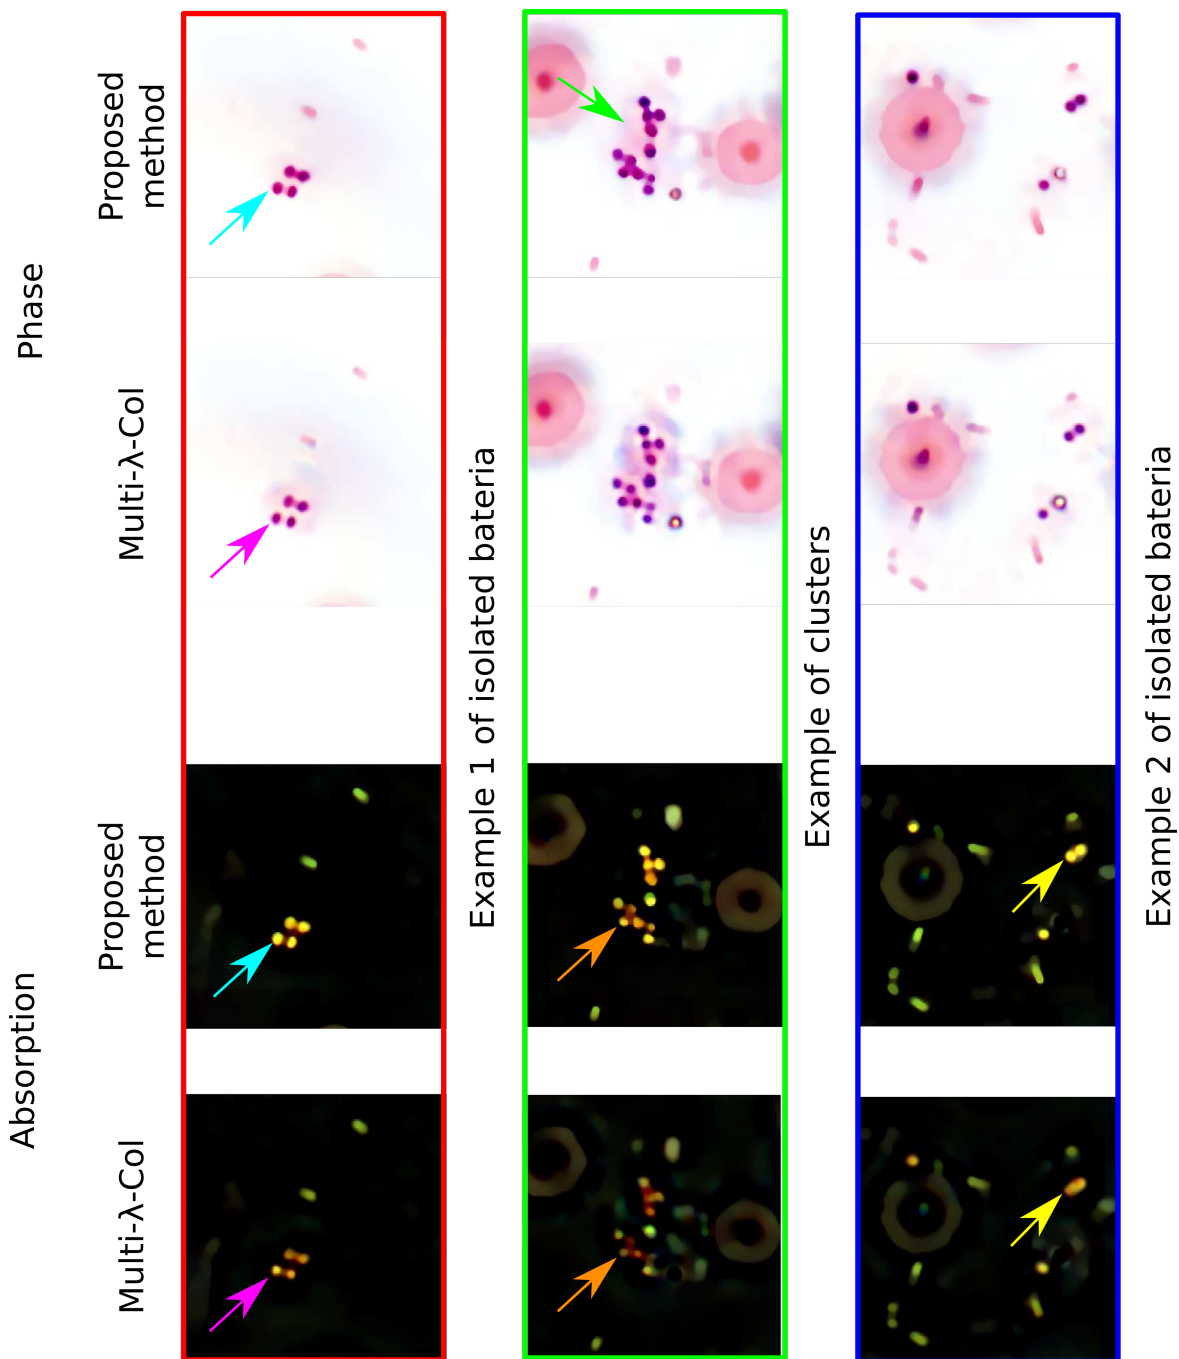 Phase
Proposed
method
Multi-λ-Col
Absorption
Proposed
method
Multi-λ-Col
Example 1 of isolated bateria
Example of clusters
Example 2 of isolated bateria